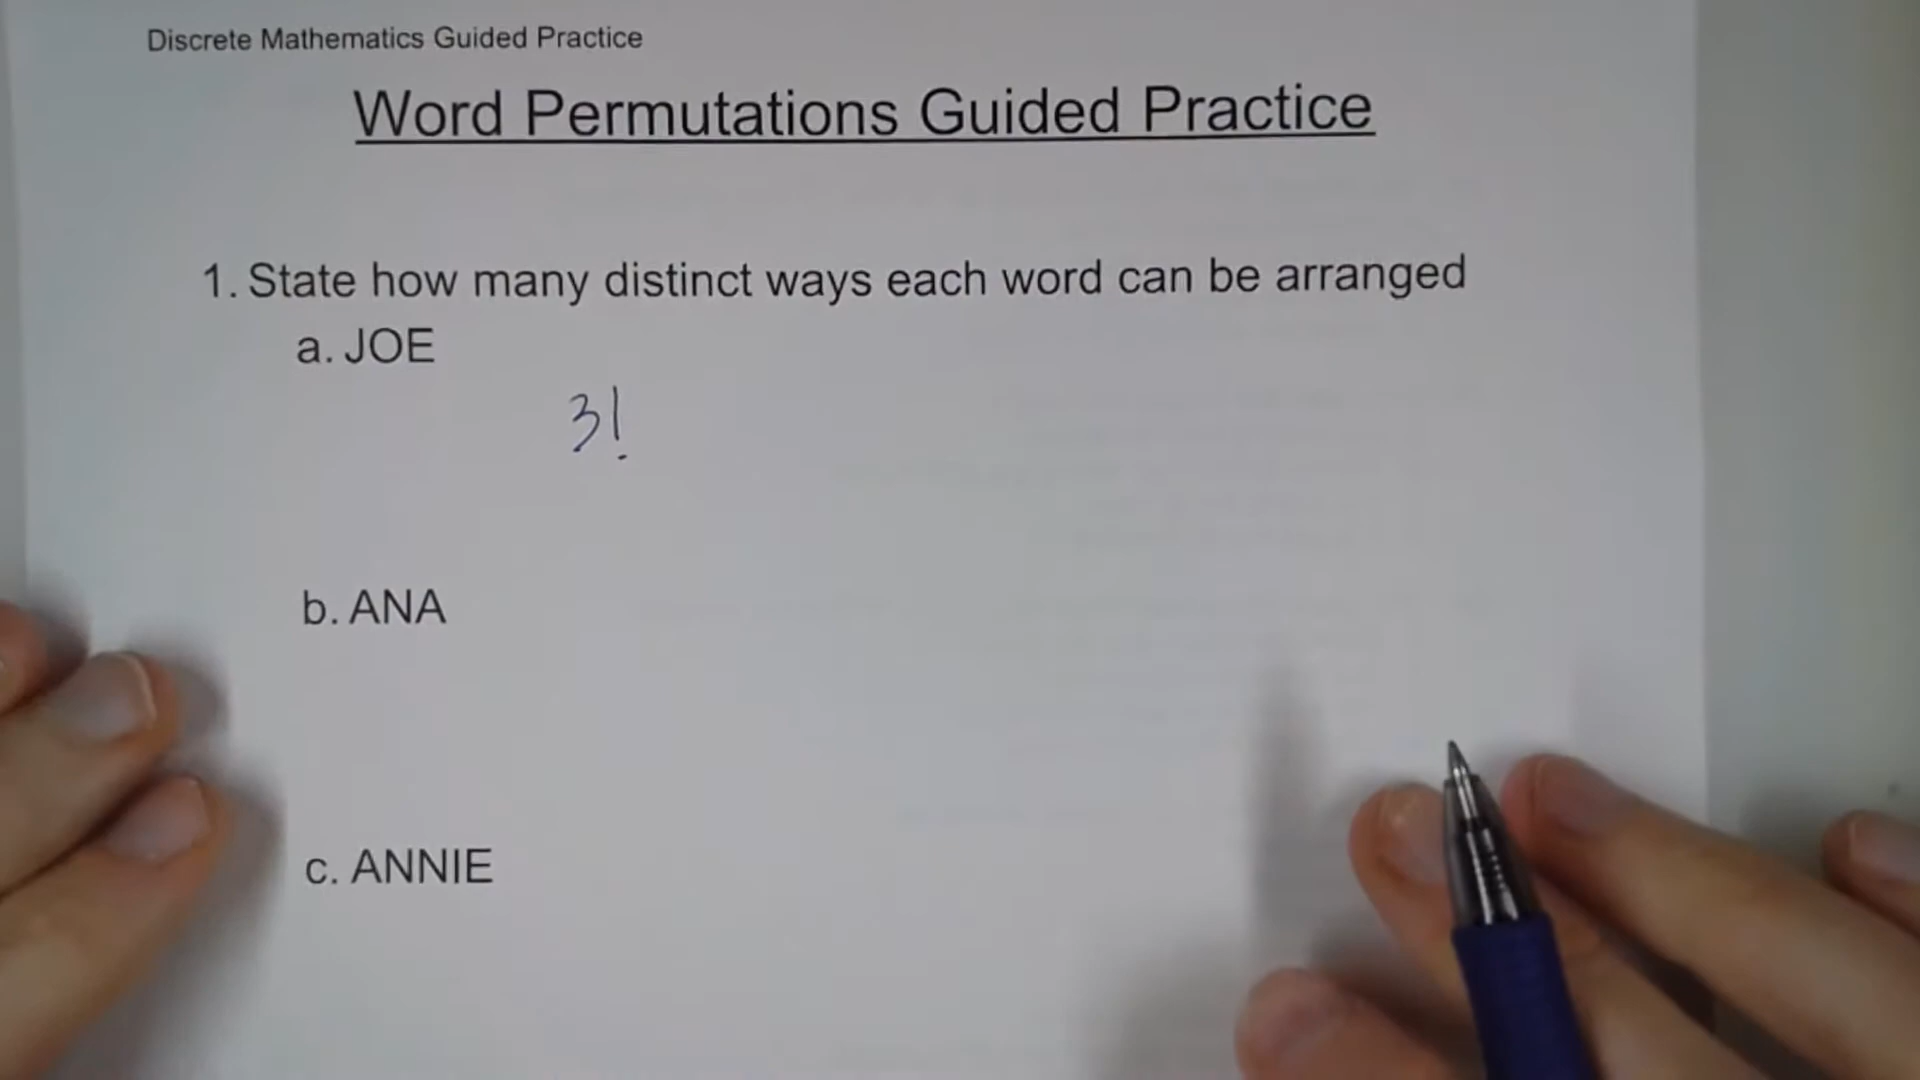 Discrete Mathematics Guided Practice
Word Permutations Guided Practice
1. State how many distinct ways each word can be arranged
a. JOE
3!
b. ANA
c. ANNIE